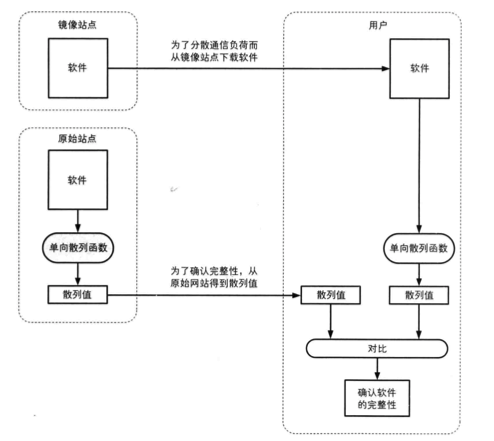 镜像站点
软件
为了分散通信负荷而
从镜像站点下载软件
用户
软件
原始站点
软件
单向散列函数
散列值
为了确认完整性，从
原始网站得到散列值
单向散列函数
散列值
散列值
对比
确认软件
的完整性